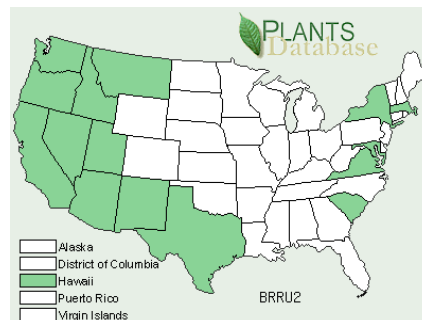 PLANTS
Database
Alaska
District of Columbia
Hawaii
Puerto Rico
Virgin Islands
BRRU2